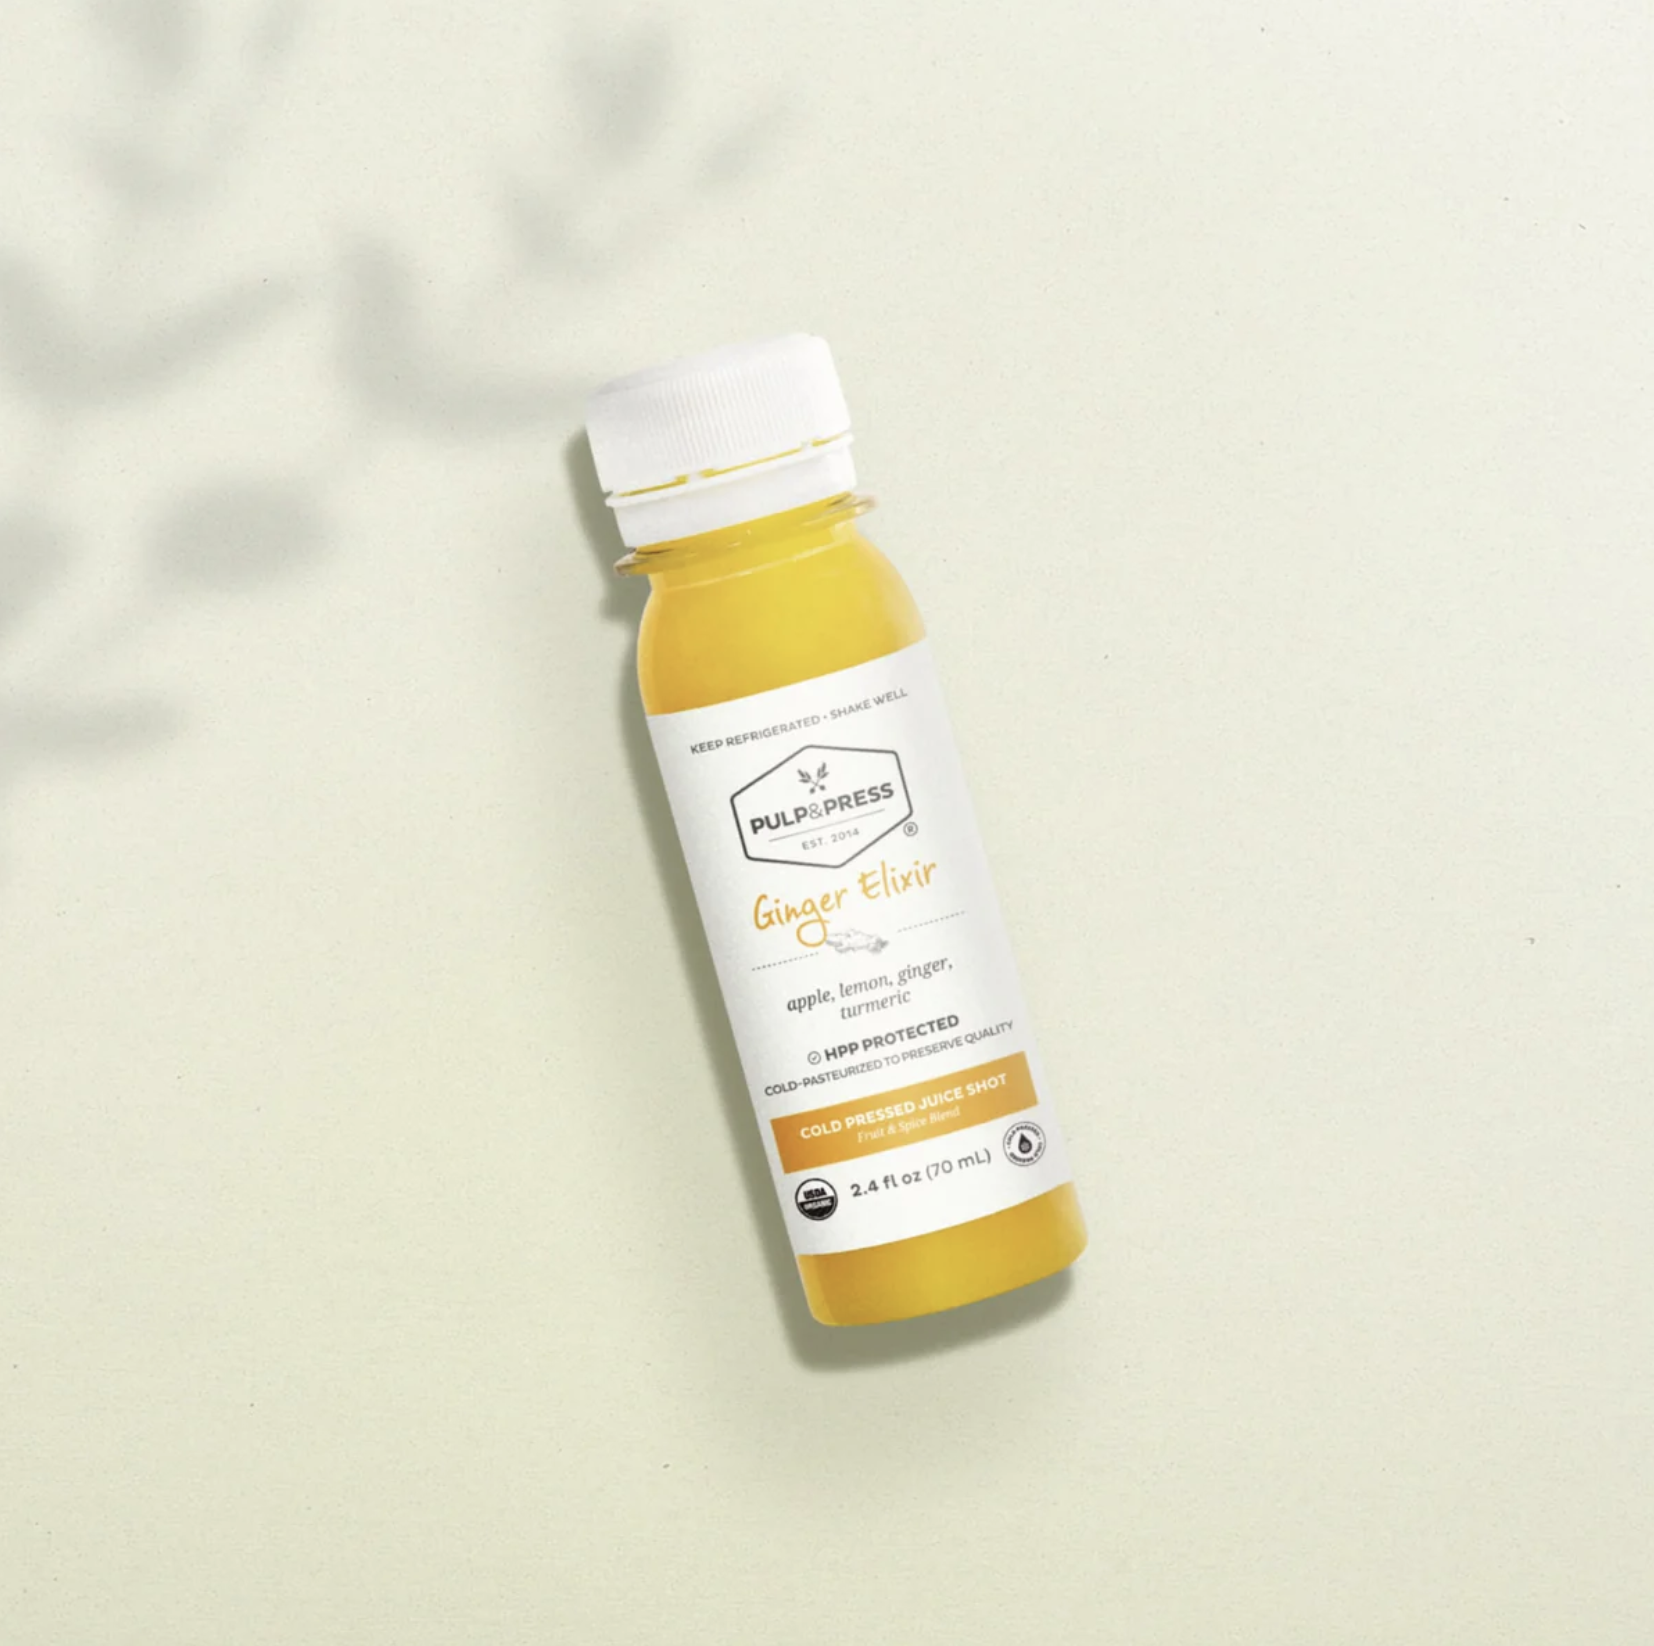 KEEP REFRIGERATED • SHAKE WELL
PULP&PRESS
EST. 2014
®
Ginger Elixir
apple, lemon, ginger,
turmeric
HPP PROTECTED
COLD-PASTEURIZED TO PRESERVE QUALITY
COLD PRESSED JUICE SHOT
Fruit & Spice Blend
2.4 fl oz (70 mL)
USDA
ORGANIC